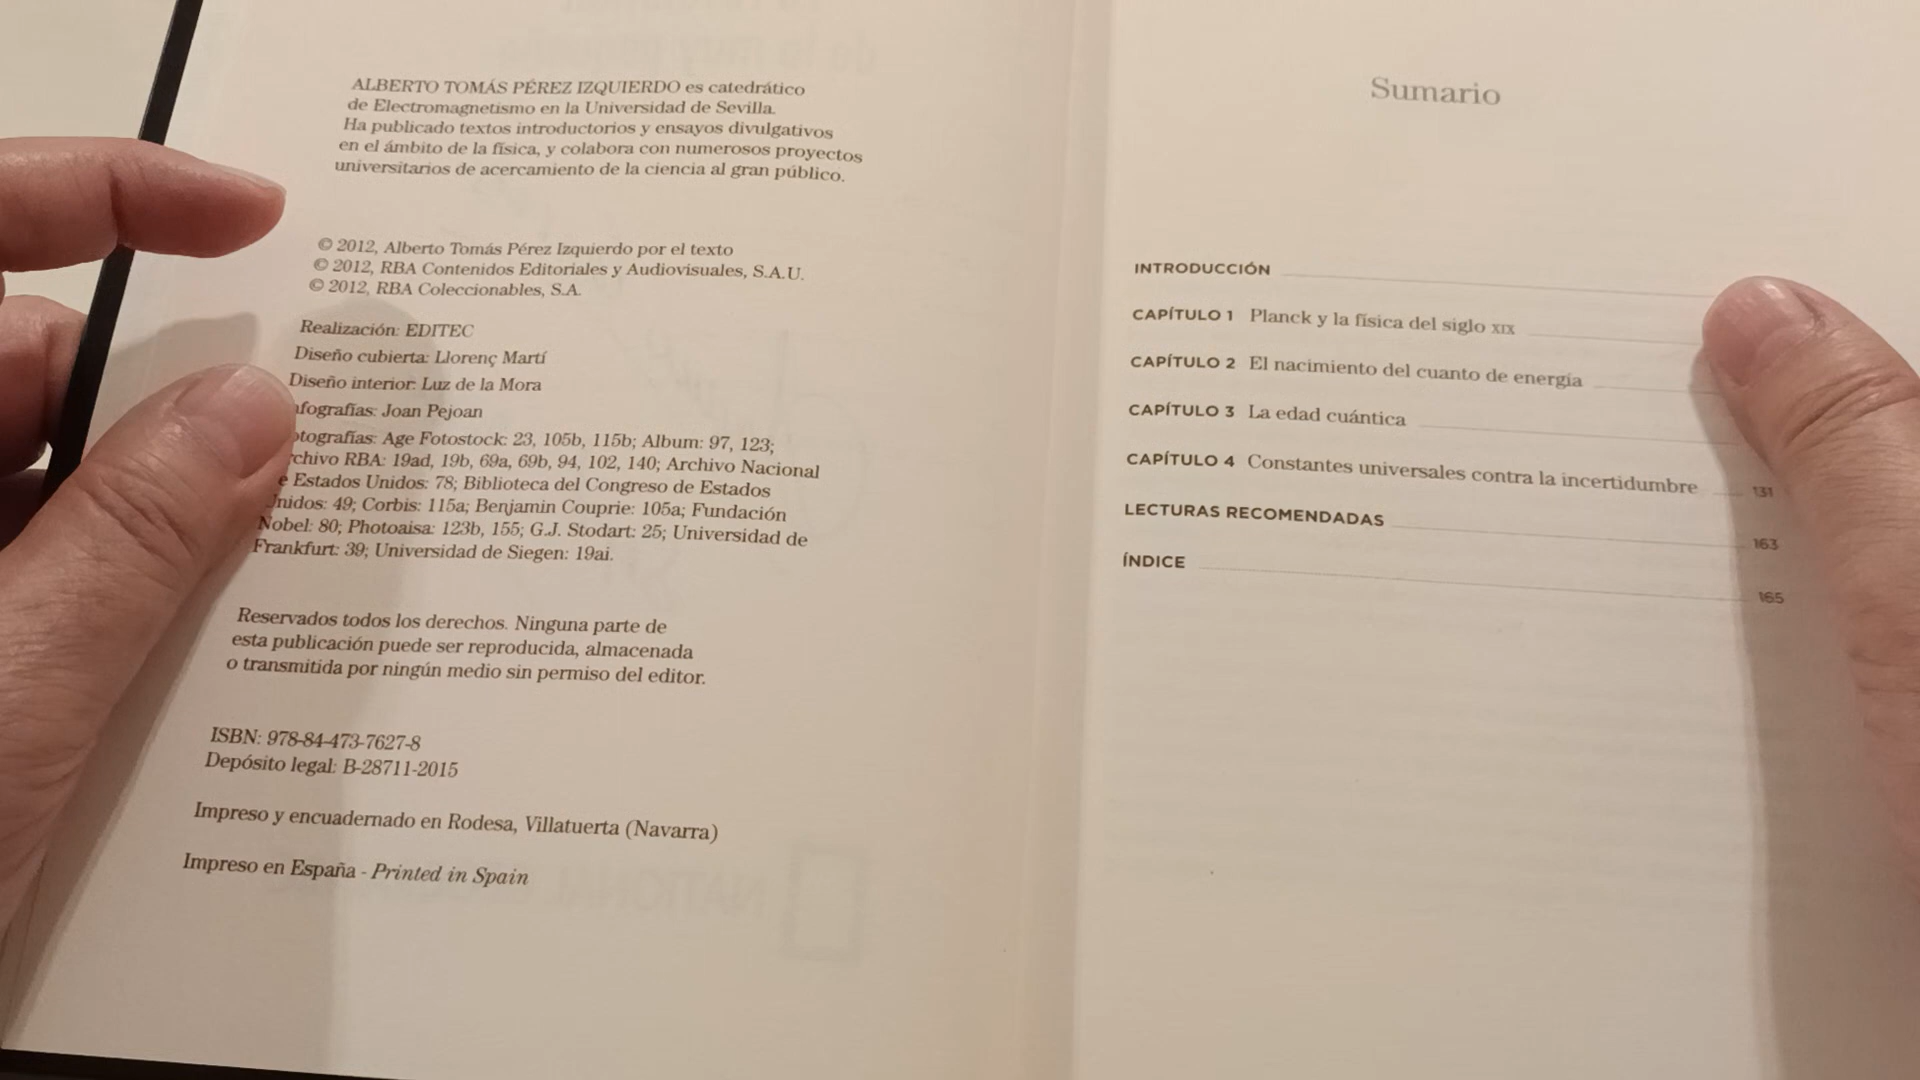 ALBERTO TOMÁS PÉREZ IZQUIERDO es catedrático
de Electromagnetismo en la Universidad de Sevilla.
Ha publicado textos introductorios y ensayos divulgativos
en el ámbito de la física, y colabora con numerosos proyectos
universitarios de acercamiento de la ciencia al gran público.
© 2012, Alberto Tomás Pérez Izquierdo por el texto
© 2012, RBA Contenidos Editoriales y Audiovisuales, S.A.U.
© 2012, RBA Coleccionables, S.A.
Realización: EDITEC
Diseño cubierta: Llorenç Martí
Diseño interior: Luz de la Mora
nfografías: Joan Pejoan
otografías: Age Fotostock: 23, 105b, 115b; Album: 97, 123;
rchivo RBA: 19ad, 19b, 69a, 69b, 94, 102, 140; Archivo Nacional
e Estados Unidos: 78; Biblioteca del Congreso de Estados
Unidos: 49; Corbis: 115a; Benjamin Couprie: 105a; Fundación
Nobel: 80; Photoaisa: 123b, 155; G.J. Stodart: 25; Universidad de
Frankfurt: 39; Universidad de Siegen: 19ai.
Reservados todos los derechos. Ninguna parte de
esta publicación puede ser reproducida, almacenada
o transmitida por ningún medio sin permiso del editor.
ISBN: 978-84-473-7627-8
Depósito legal: B-28711-2015
Impreso y encuadernado en Rodesa, Villatuerta (Navarra)
Impreso en España - Printed in Spain
Sumario
INTRODUCCIÓN
CAPÍTULO 1 Planck y la física del siglo XIX
CAPÍTULO 2 El nacimiento del cuanto de energía
CAPÍTULO 3 La edad cuántica
CAPÍTULO 4 Constantes universales contra la incertidumbre 131
LECTURAS RECOMENDADAS 163
ÍNDICE 165